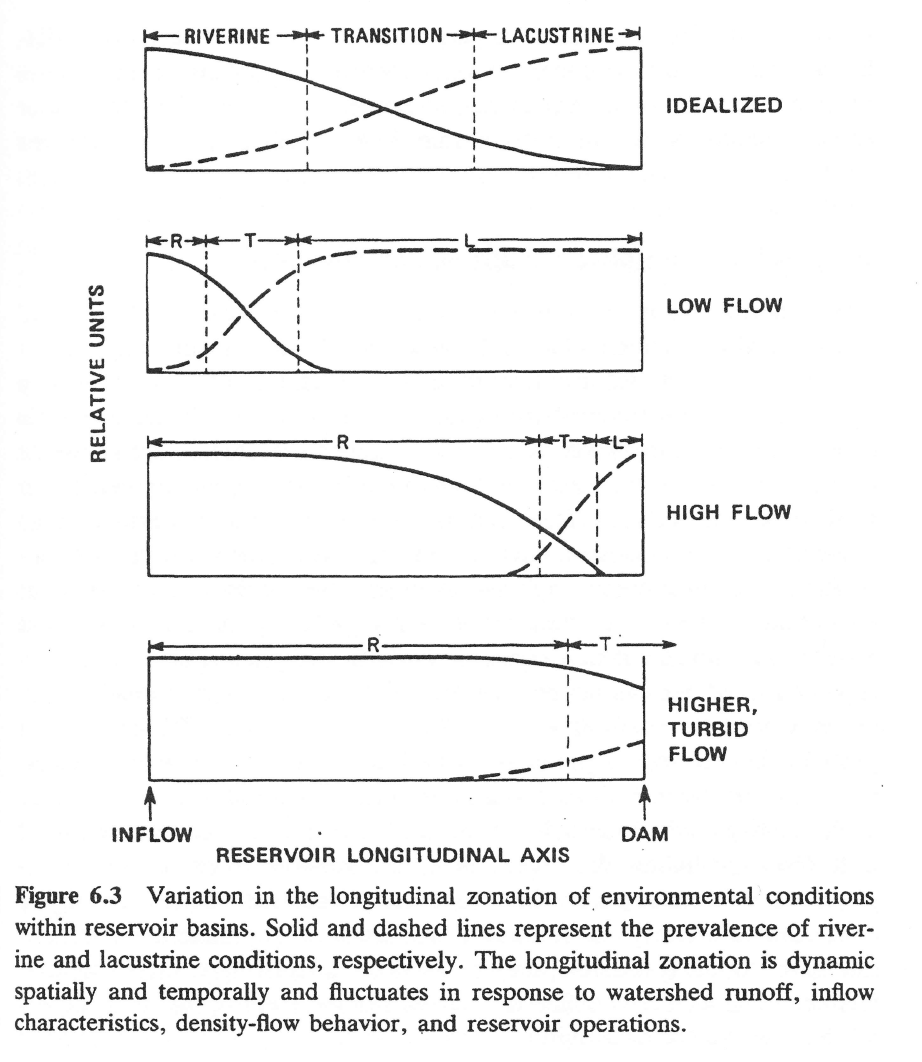 RIVERINE TRANSITION LACUSTRINE
IDEALIZED
R T L
LOW FLOW
RELATIVE UNITS
R T L
HIGH FLOW
R T
HIGHER,
TURBID
FLOW
INFLOW DAM
RESERVOIR LONGITUDINAL AXIS
Figure 6.3 Variation in the longitudinal zonation of environmental conditions
within reservoir basins. Solid and dashed lines represent the prevalence of river-
ine and lacustrine conditions, respectively. The longitudinal zonation is dynamic
spatially and temporally and fluctuates in response to watershed runoff, inflow
characteristics, density-flow behavior, and reservoir operations.